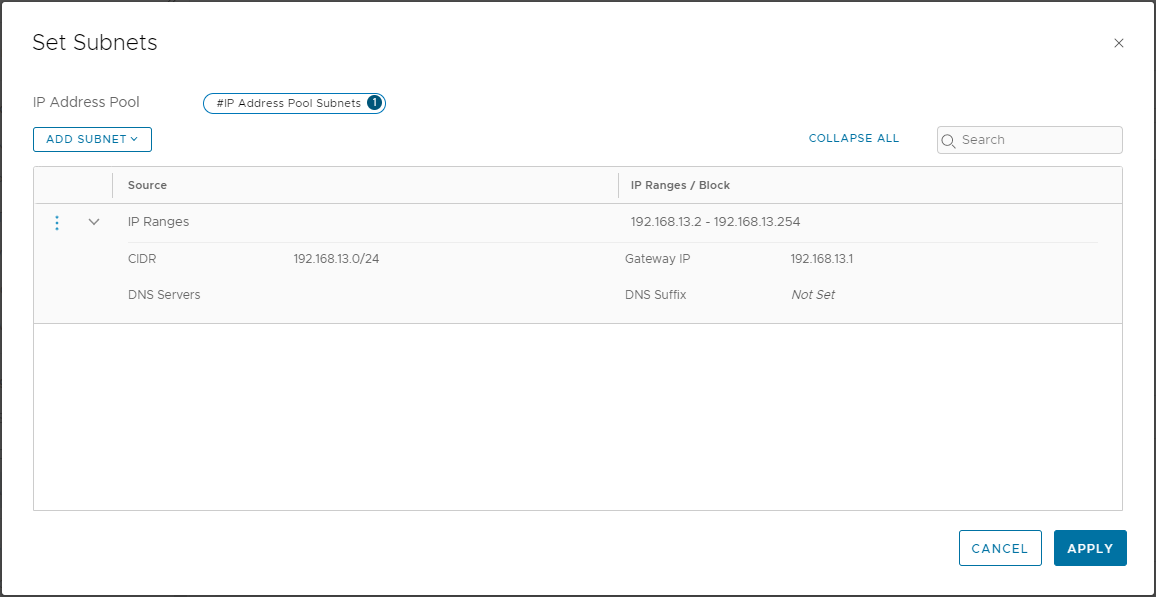 Set Subnets
IP Address Pool #IP Address Pool Subnets 1
ADD SUBNET COLLAPSE ALL Search
Source IP Ranges / Block
IP Ranges 192.168.13.2 - 192.168.13.254
CIDR 192.168.13.0/24 Gateway IP 192.168.13.1
DNS Servers DNS Suffix Not Set
CANCEL APPLY